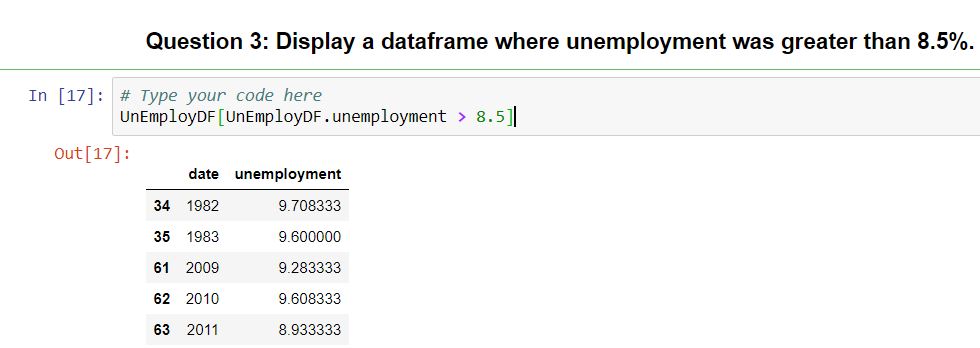 Question 3: Display a dataframe where unemployment was greater than 8.5%.
In [17]: # Type your code here
UnEmployDF[UnEmployDF.unemployment > 8.5]
Out[17]:
date unemployment
34 1982 9.708333
35 1983 9.600000
61 2009 9.283333
62 2010 9.608333
63 2011 8.933333